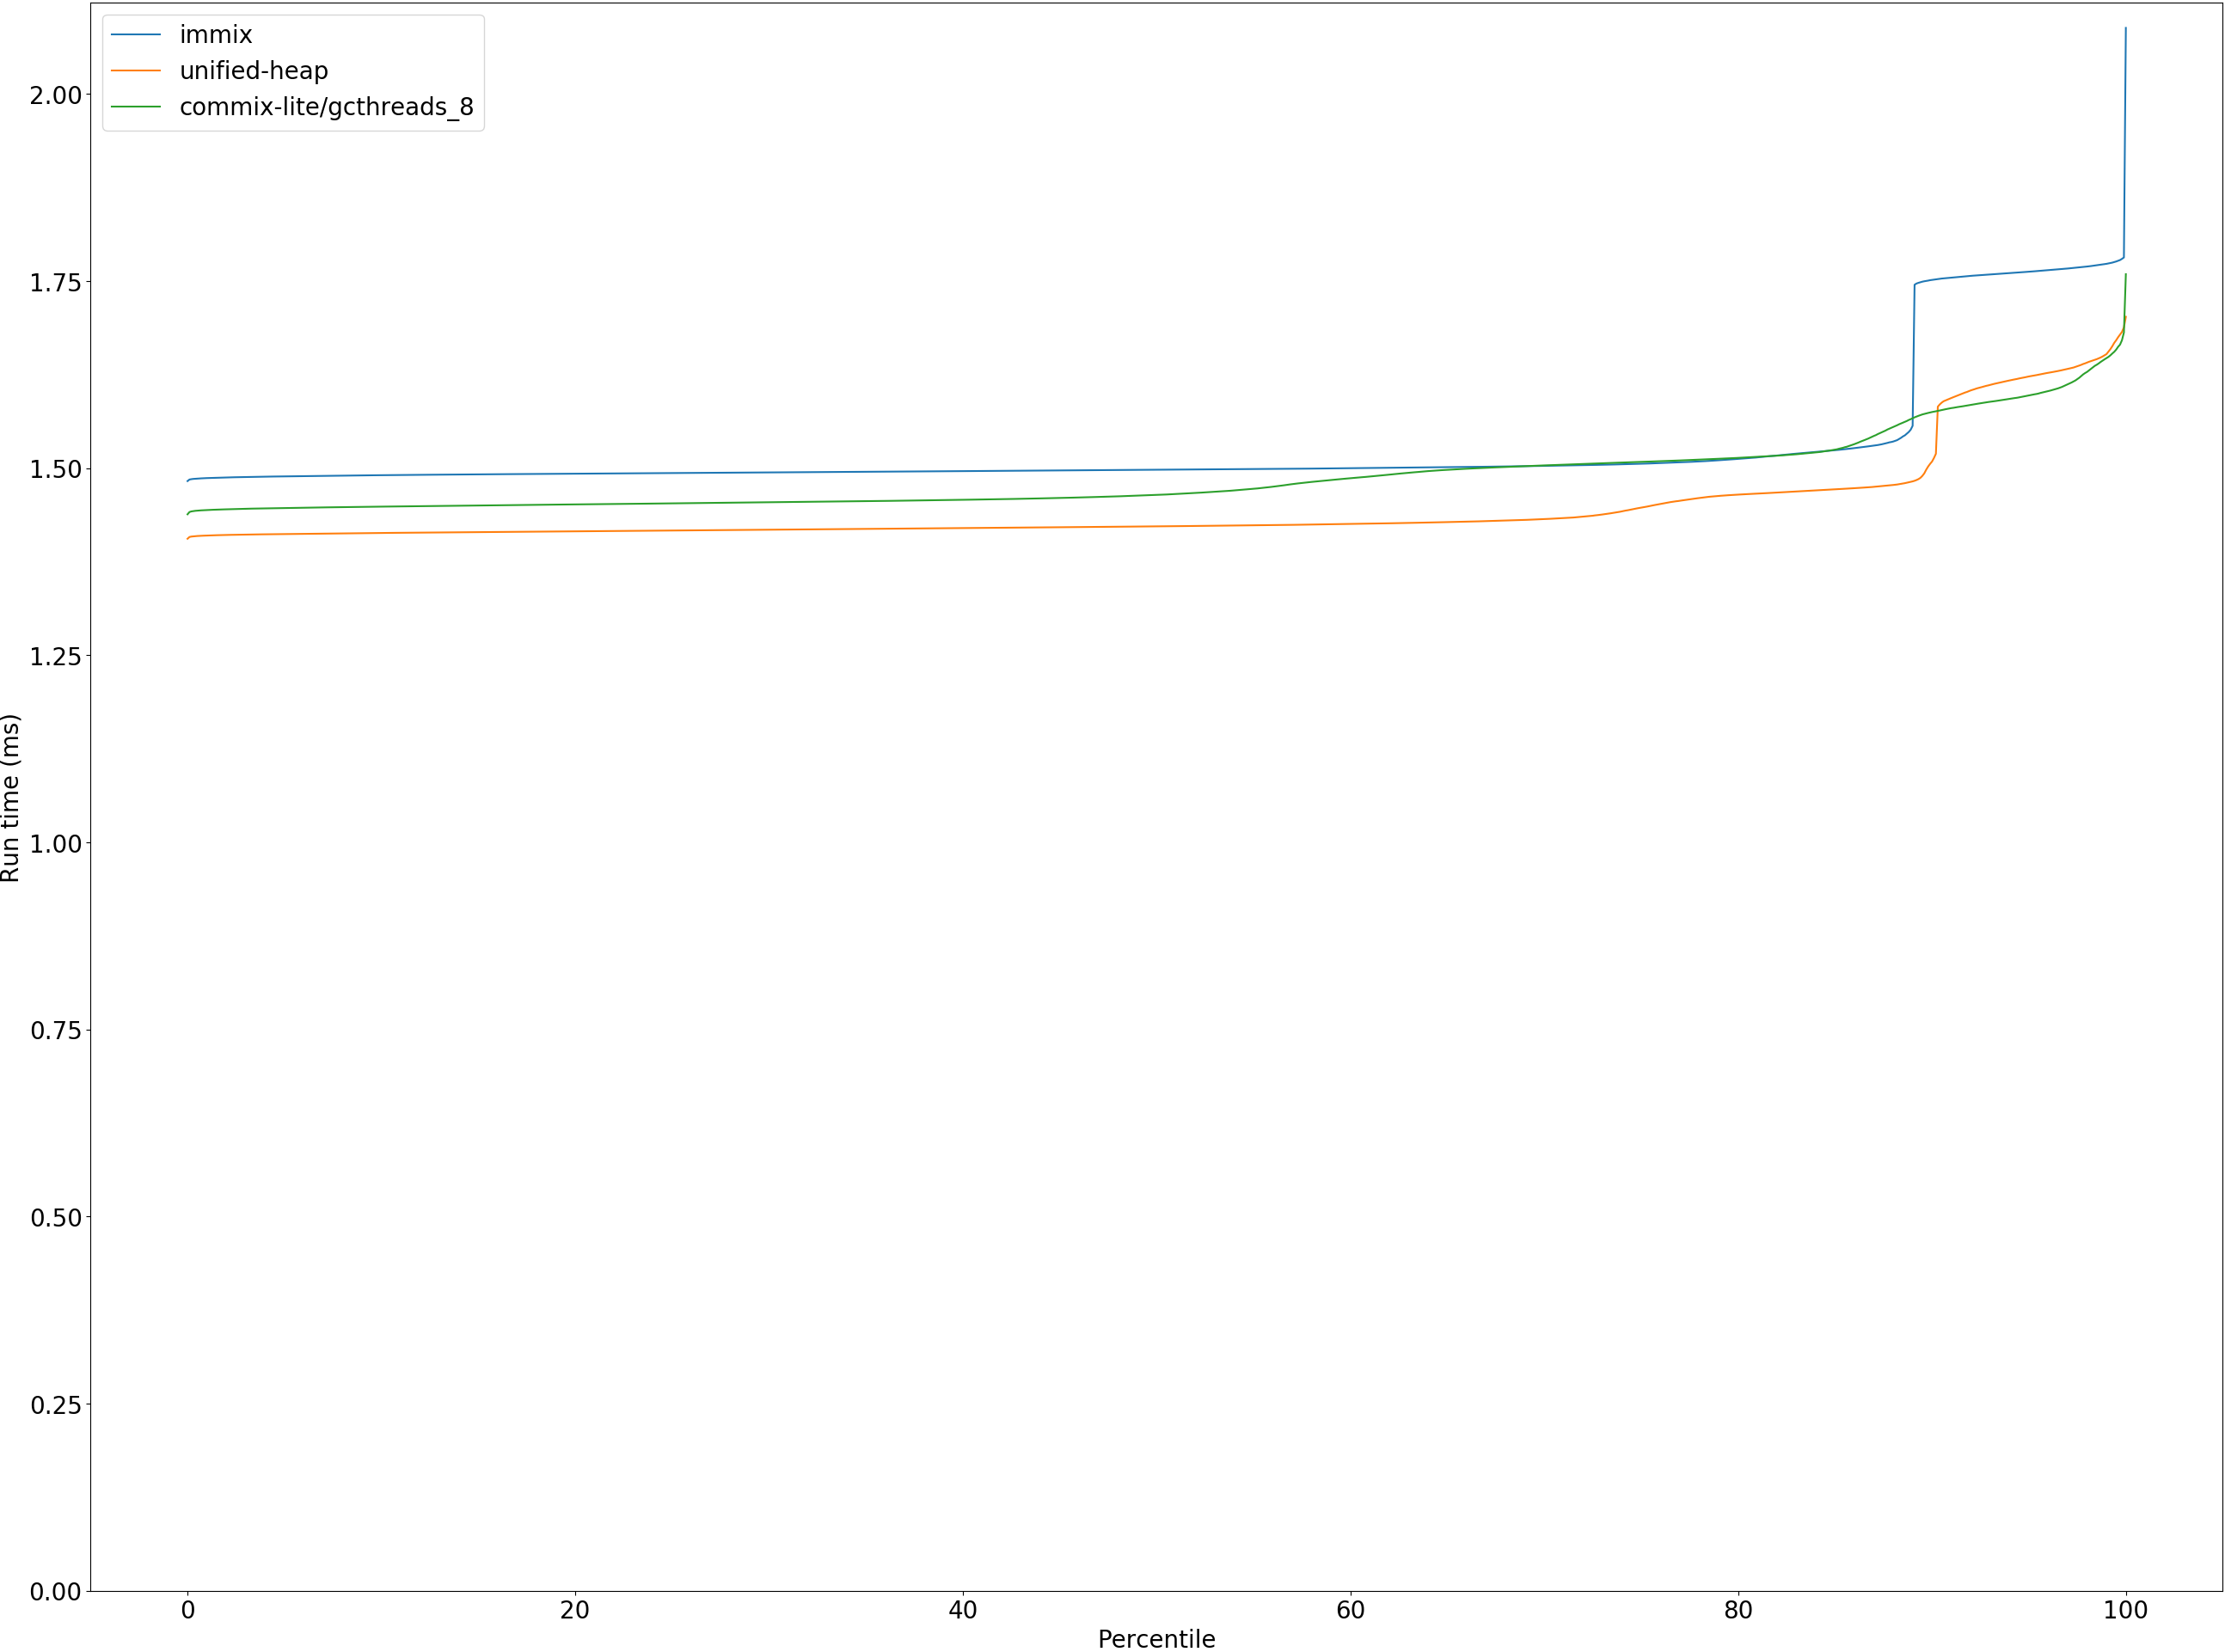 immix
unified-heap
commix-lite/gcthreads_8
2.00
1.75
1.50
1.25
1.00
0.75
0.50
0.25
0.00
Run time (ms)
0 20 40 60 80 100
Percentile